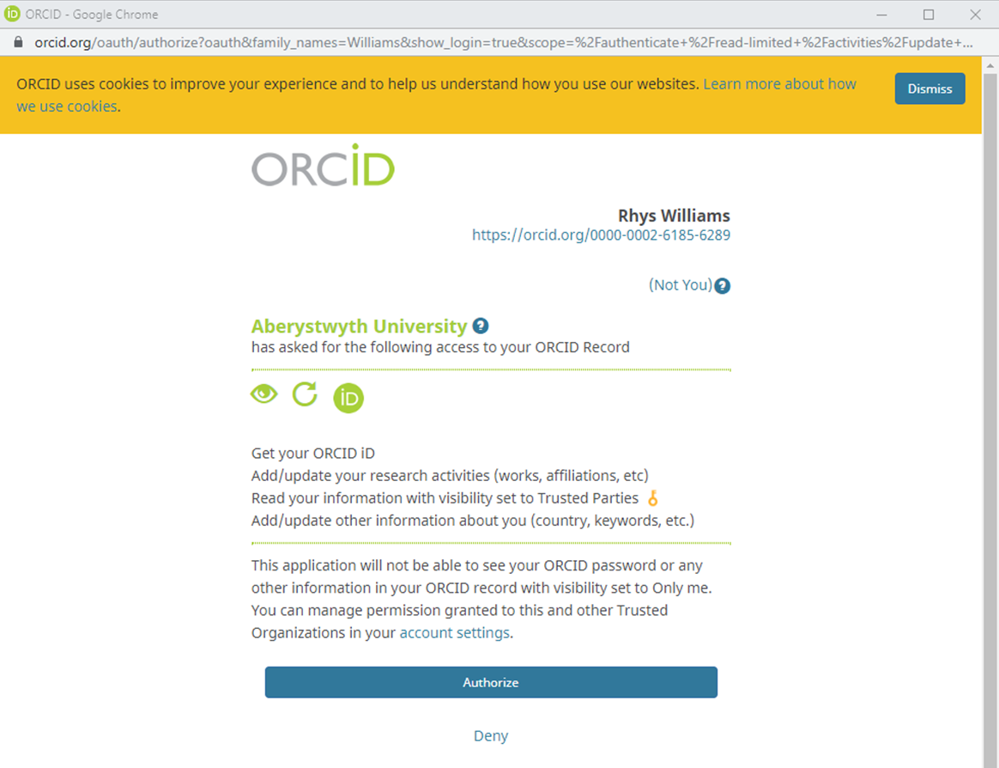 iD ORCID - Google Chrome
orcid.org/oauth/authorize?oauth&family_names=Williams&show_login=true&scope=%2Fauthenticate+%2Fread-limited+%2Factivities%2Fupdate+...
ORCID uses cookies to improve your experience and to help us understand how you use our websites. Learn more about how
we use cookies.
Dismiss
ORCiD
Rhys Williams
https://orcid.org/0000-0002-6185-6289
(Not You) ?
Aberystwyth University ?
has asked for the following access to your ORCID Record
iD
Get your ORCID iD
Add/update your research activities (works, affiliations, etc)
Read your information with visibility set to Trusted Parties
Add/update other information about you (country, keywords, etc.)
This application will not be able to see your ORCID password or any
other information in your ORCID record with visibility set to Only me.
You can manage permission granted to this and other Trusted
Organizations in your account settings.
Authorize
Deny